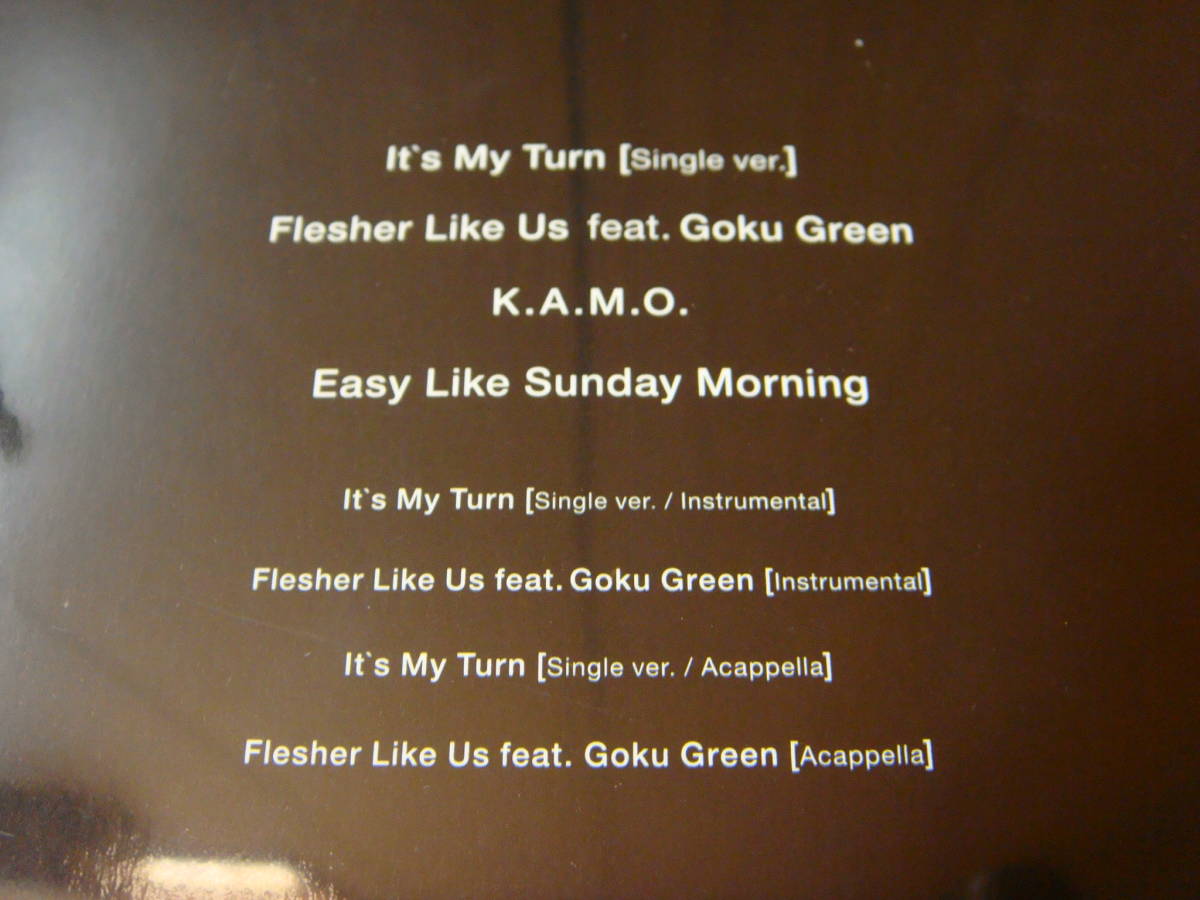 It`s My Turn [Single ver.]
Flesher Like Us feat. Goku Green
K.A.M.O.
Easy Like Sunday Morning
It`s My Turn [Single ver. / Instrumental]
Flesher Like Us feat. Goku Green [Instrumental]
It`s My Turn [Single ver. / Acappella]
Flesher Like Us feat. Goku Green [Acappella]